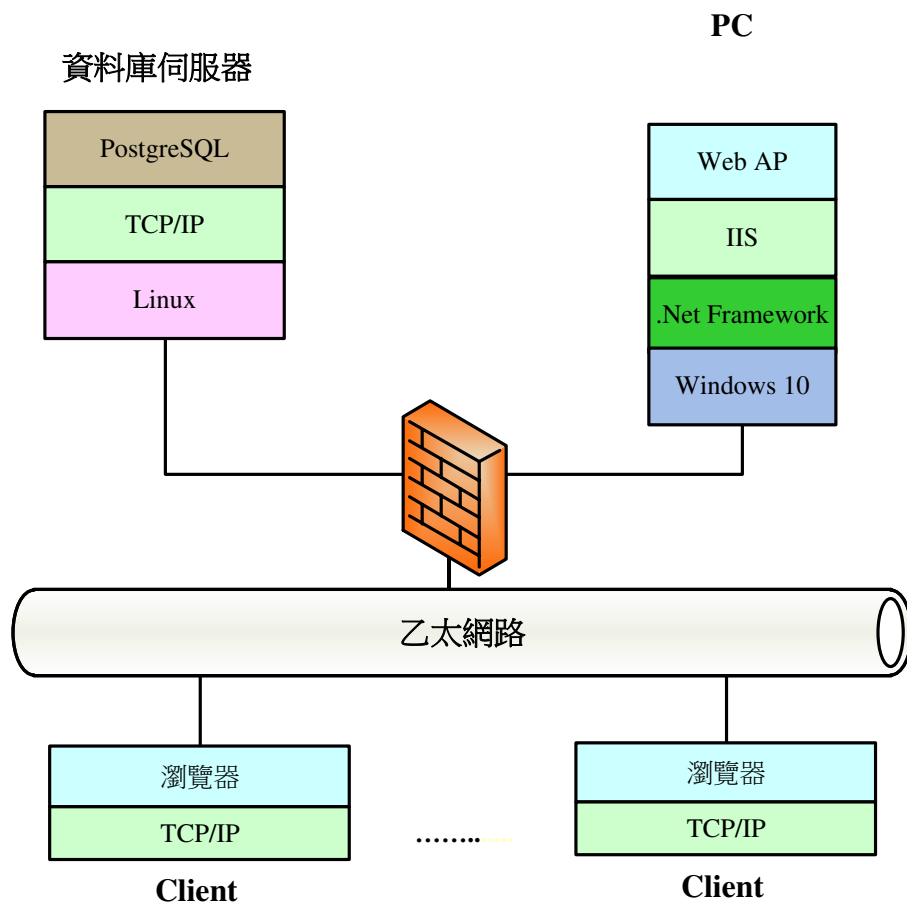 PC
資料庫伺服器
PostgreSQL
TCP/IP
Linux
Web AP
IIS
.Net Framework
Windows 10
乙太網路
瀏覽器
TCP/IP
Client
……..
瀏覽器
TCP/IP
Client